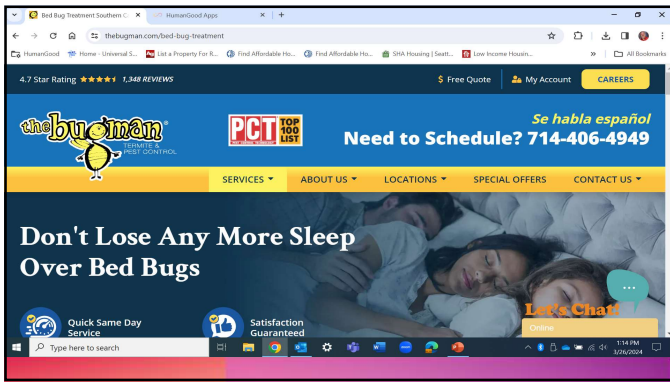 Bed Bug Treatment Southern C
HumanGood Apps
thebugman.com/bed-bug-treatment
HumanGood
Home - Universal S...
List a Property For R...
Find Affordable Ho...
Find Affordable Ho...
SHA Housing | Seatt...
Low Income Housin...
All Bookmarks
4.7 Star Rating 1,348 REVIEWS
$ Free Quote
My Account
CAREERS
the bugman®
TERMITE &
PEST CONTROL
PCT TOP 100 LIST
Se habla español
Need to Schedule? 714-406-4949
SERVICES
ABOUT US
LOCATIONS
SPECIAL OFFERS
CONTACT US
Don't Lose Any More Sleep
Over Bed Bugs
Quick Same Day
Service
Satisfaction
Guaranteed
Let's Chat!
Online
Type here to search
1:14 PM
3/26/2024